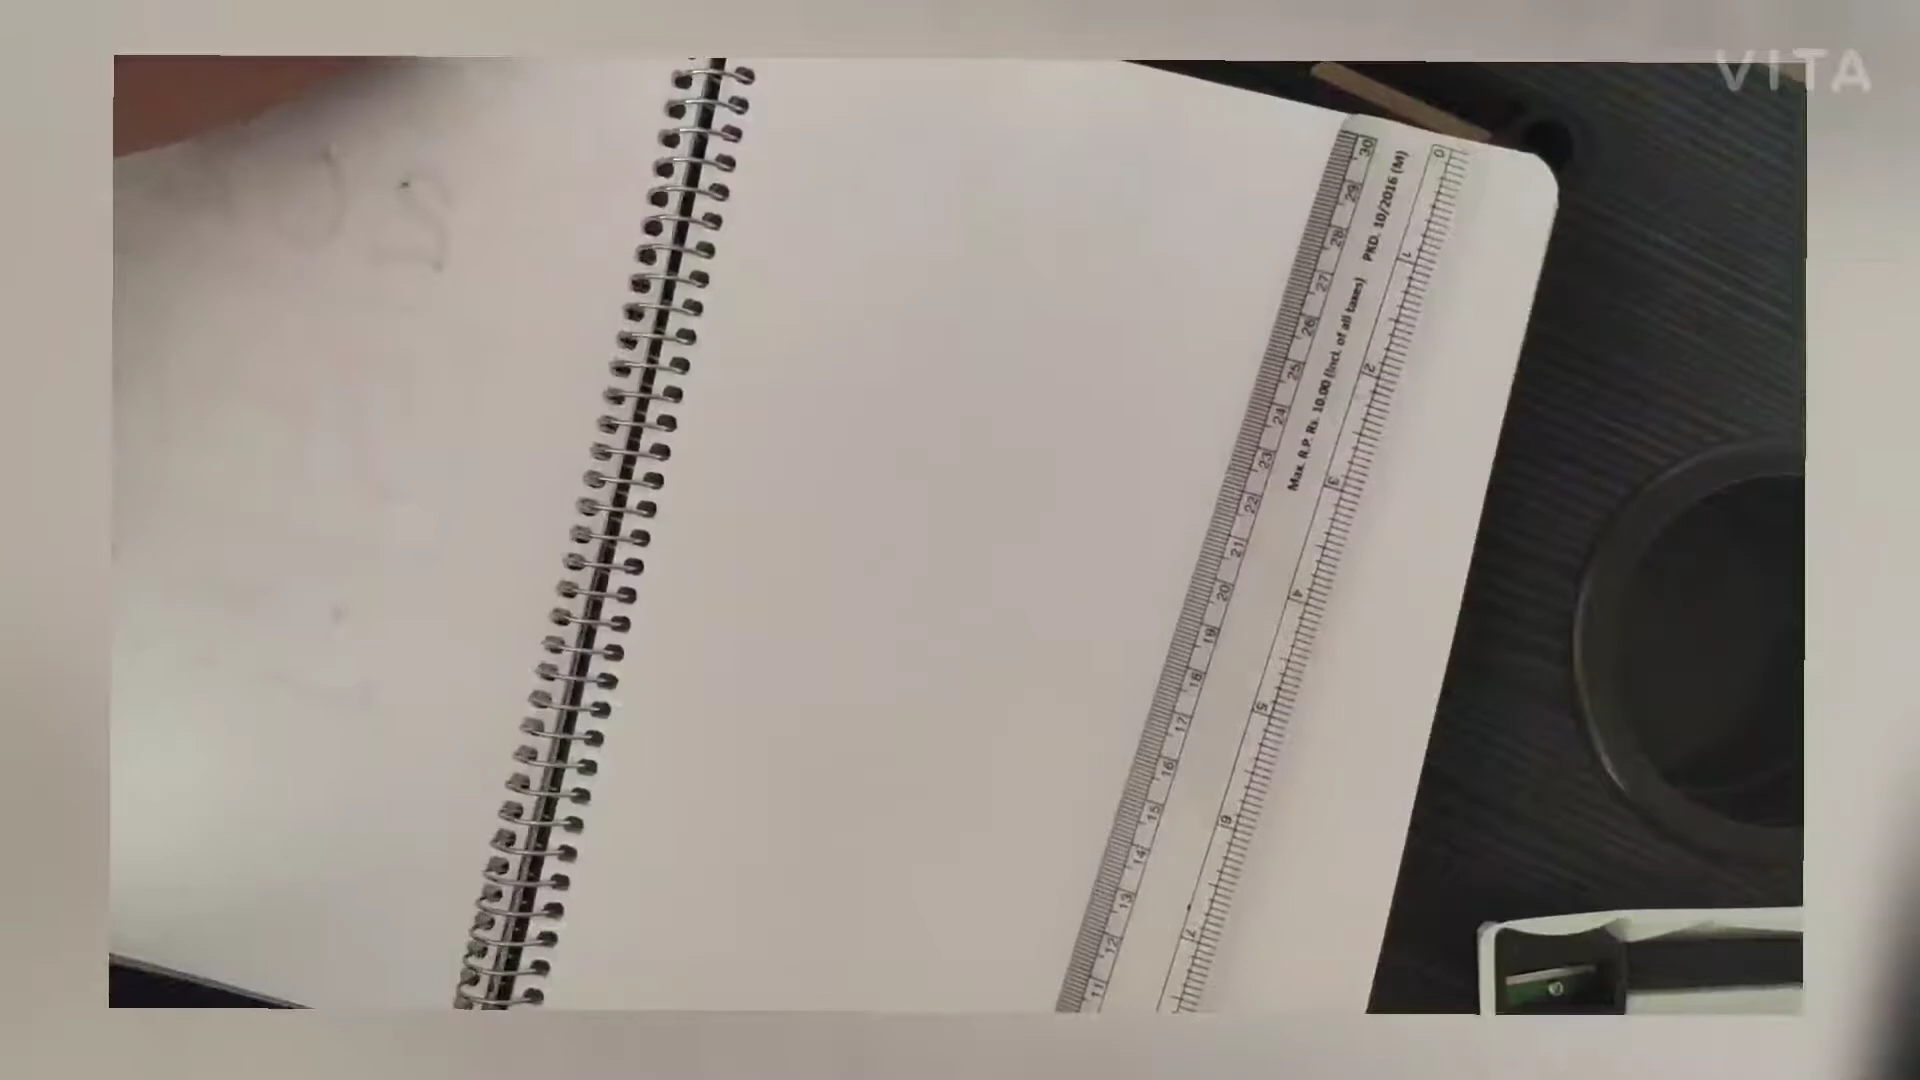 VITA
30 29 28 27 26 25 24 23 22 21 20 19 18 17 16 15 14 13 12 11
Max. R.P. Rs. 10.00 (Incl. of all taxes) PKD. 10/2016 (M)
0 1 2 3 4 5 6 7